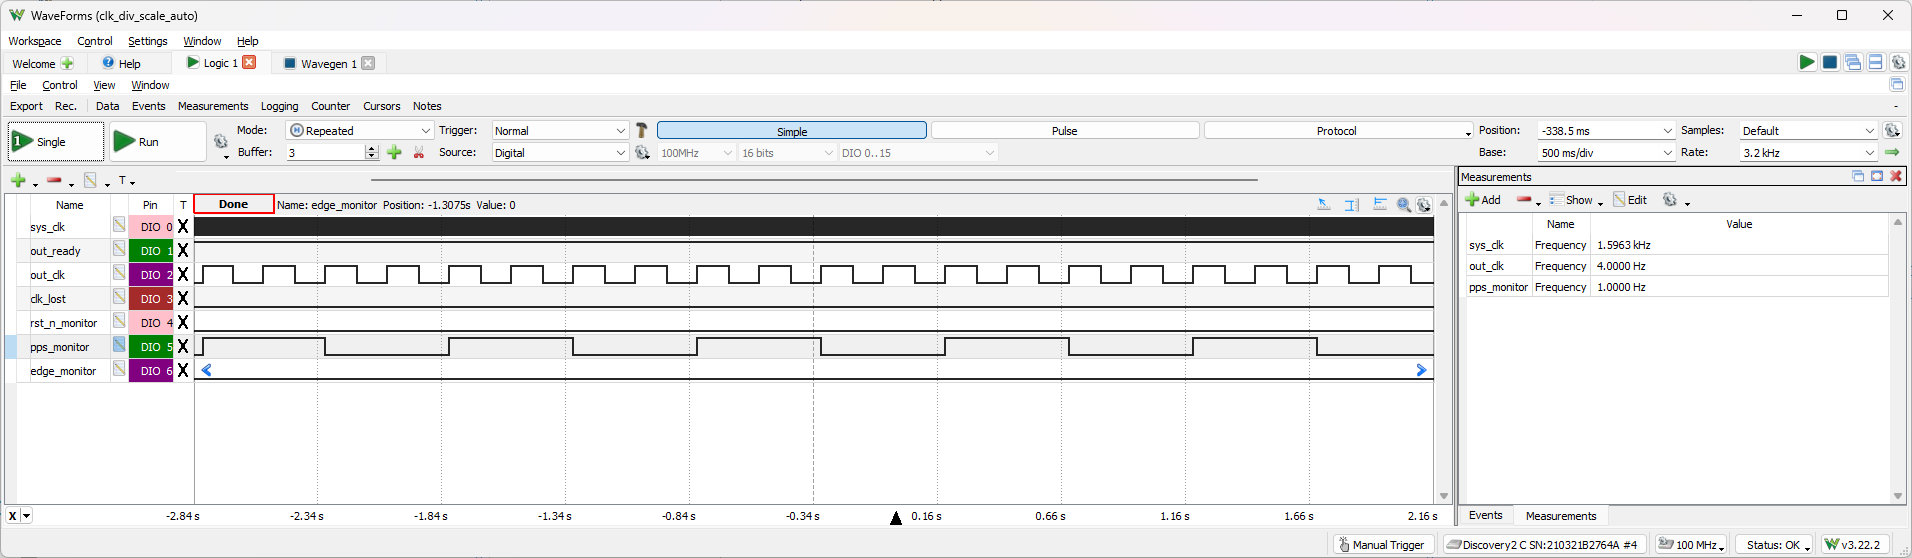 WaveForms (clk_div_scale_auto)
Workspace Control Settings Window Help
Welcome Help Logic 1 Wavegen 1
File Control View Window
Export Rec. Data Events Measurements Logging Counter Cursors Notes -
Single Run Mode: Repeated Trigger: Normal Simple Pulse Protocol Position: -338.5 ms Samples: Default
Buffer: 3 Source: Digital 100MHz 16 bits DIO 0..15 Base: 500 ms/div Rate: 3.2 kHz
T
Name Pin T Done Name: edge_monitor Position: -1.3075s Value: 0
sys_clk DIO 0 X
out_ready DIO 1 X
out_clk DIO 2 X
clk_lost DIO 3 X
rst_n_monitor DIO 4 X
pps_monitor DIO 5 X
edge_monitor DIO 6 X
X -2.84 s -2.34 s -1.84 s -1.34 s -0.84 s -0.34 s 0.16 s 0.66 s 1.16 s 1.66 s 2.16 s
Measurements
Add Show Edit
Name Value
sys_clk Frequency 1.5963 kHz
out_clk Frequency 4.0000 Hz
pps_monitor Frequency 1.0000 Hz
Events Measurements
Manual Trigger Discovery2 C SN:210321B2764A #4 100 MHz Status: OK v3.22.2